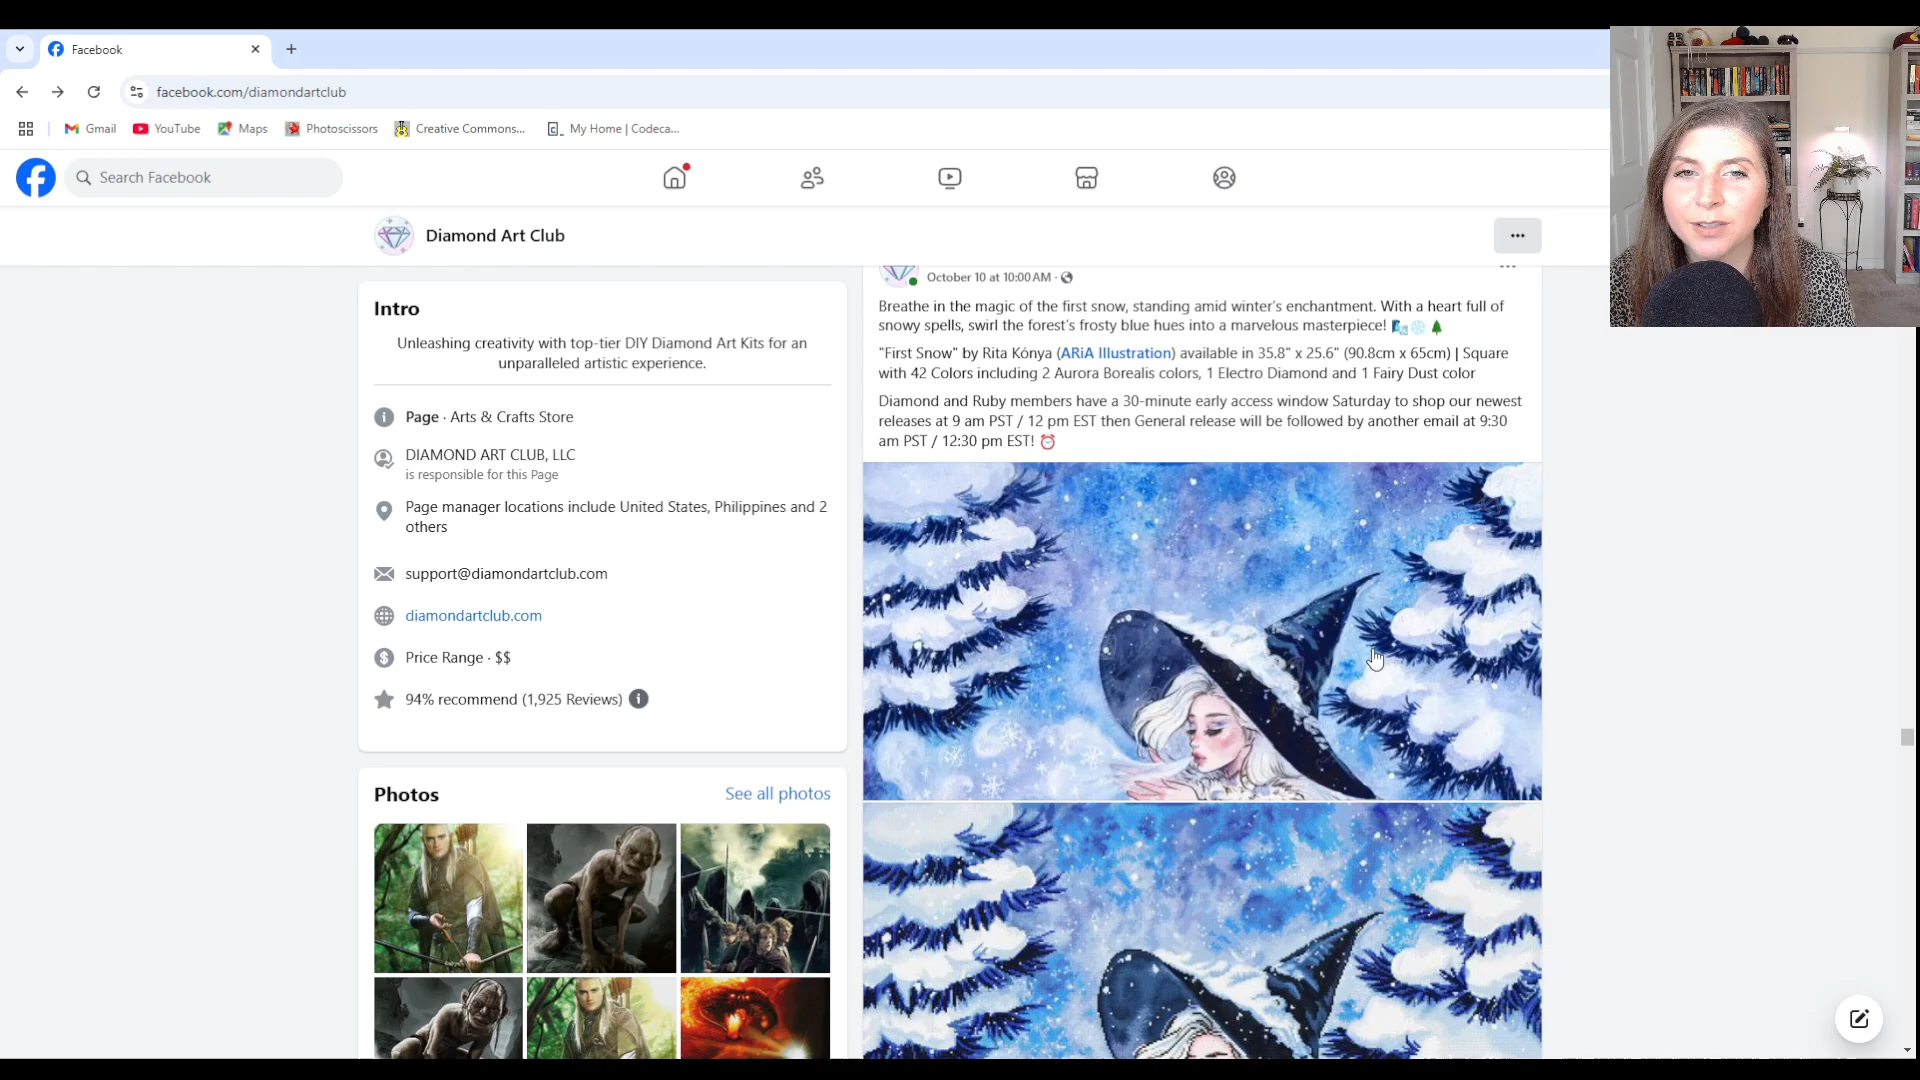 Facebook
facebook.com/diamondartclub
Gmail
YouTube
Maps
Photoscissors
Creative Commons...
My Home | Codeca...
Search Facebook
Diamond Art Club
Intro
Unleashing creativity with top-tier DIY Diamond Art Kits for an
unparalleled artistic experience.
Page · Arts & Crafts Store
DIAMOND ART CLUB, LLC
is responsible for this Page
Page manager locations include United States, Philippines and 2
others
support@diamondartclub.com
diamondartclub.com
Price Range · $$
94% recommend (1,925 Reviews)
Photos
See all photos
October 10 at 10:00 AM ·
Breathe in the magic of the first snow, standing amid winter's enchantment. With a heart full of
snowy spells, swirl the forest's frosty blue hues into a marvelous masterpiece! 🌬️❄️🌲
"First Snow" by Rita Kónya (ARiA Illustration) available in 35.8" x 25.6" (90.8cm x 65cm) | Square
with 42 Colors including 2 Aurora Borealis colors, 1 Electro Diamond and 1 Fairy Dust color
Diamond and Ruby members have a 30-minute early access window Saturday to shop our newest
releases at 9 am PST / 12 pm EST then General release will be followed by another email at 9:30
am PST / 12:30 pm EST! ⏰